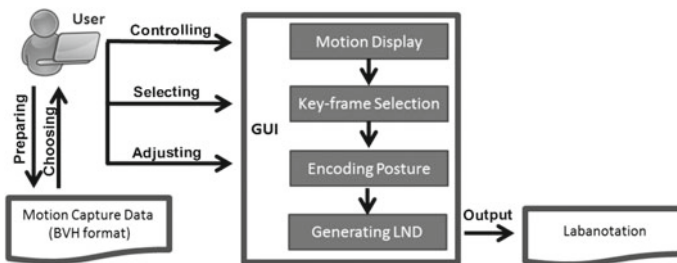 User
Controlling
Selecting
Adjusting
Preparing
Choosing
Motion Capture Data
(BVH format)
GUI
Motion Display
Key-frame Selection
Encoding Posture
Generating LND
Output
Labanotation